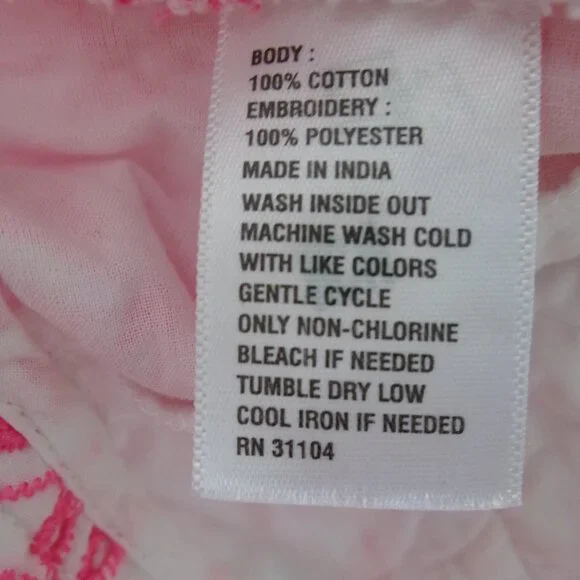 BODY :
100% COTTON
EMBROIDERY :
100% POLYESTER
MADE IN INDIA
WASH INSIDE OUT
MACHINE WASH COLD
WITH LIKE COLORS
GENTLE CYCLE
ONLY NON-CHLORINE
BLEACH IF NEEDED
TUMBLE DRY LOW
COOL IRON IF NEEDED
RN 31104